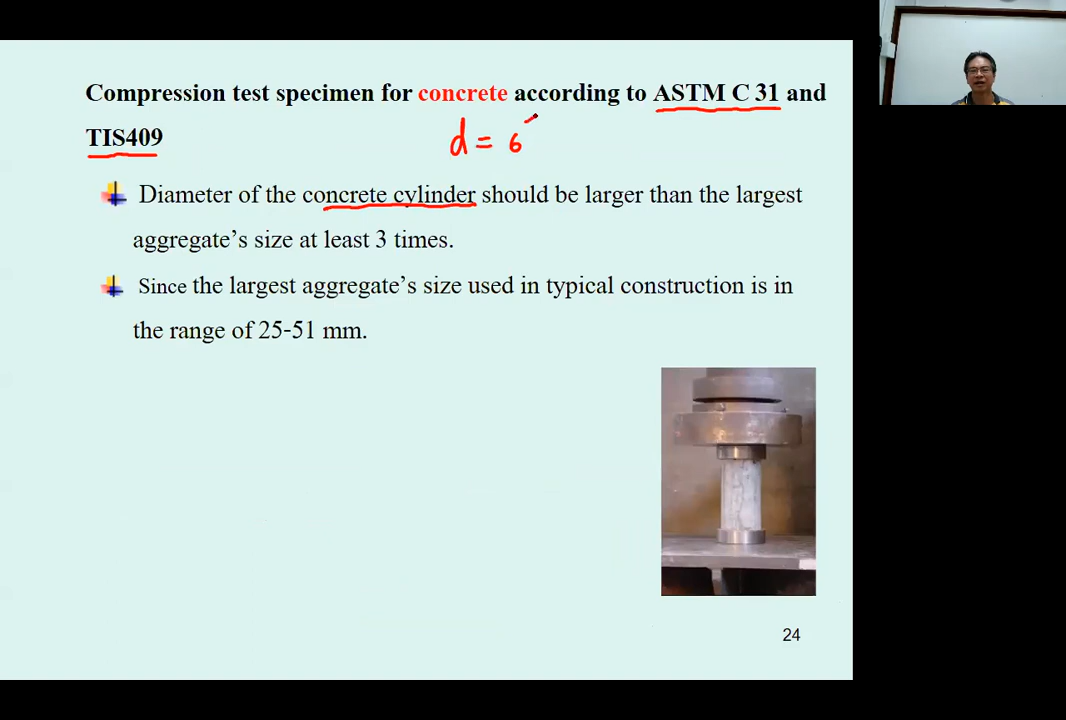 Compression test specimen for concrete according to ASTM C 31 and
TIS409
d = 6
Diameter of the concrete cylinder should be larger than the largest
aggregate's size at least 3 times.
Since the largest aggregate's size used in typical construction is in
the range of 25-51 mm.
24